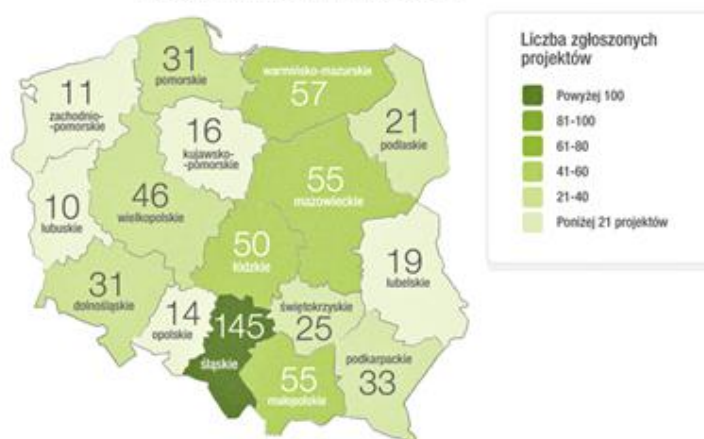 31
pomorskie
warmińsko-mazurskie
57
11
zachodnio-
-pomorskie
16
kujawsko-
-pomorskie
21
podlaskie
10
lubuskie
46
wielkopolskie
55
mazowieckie
50
łódzkie
19
lubelskie
31
dolnośląskie
14
opolskie
145
śląskie
świętokrzyskie
25
55
małopolskie
podkarpackie
33
Liczba zgłoszonych
projektów
Powyżej 100
81-100
61-80
41-60
21-40
Poniżej 21 projektów